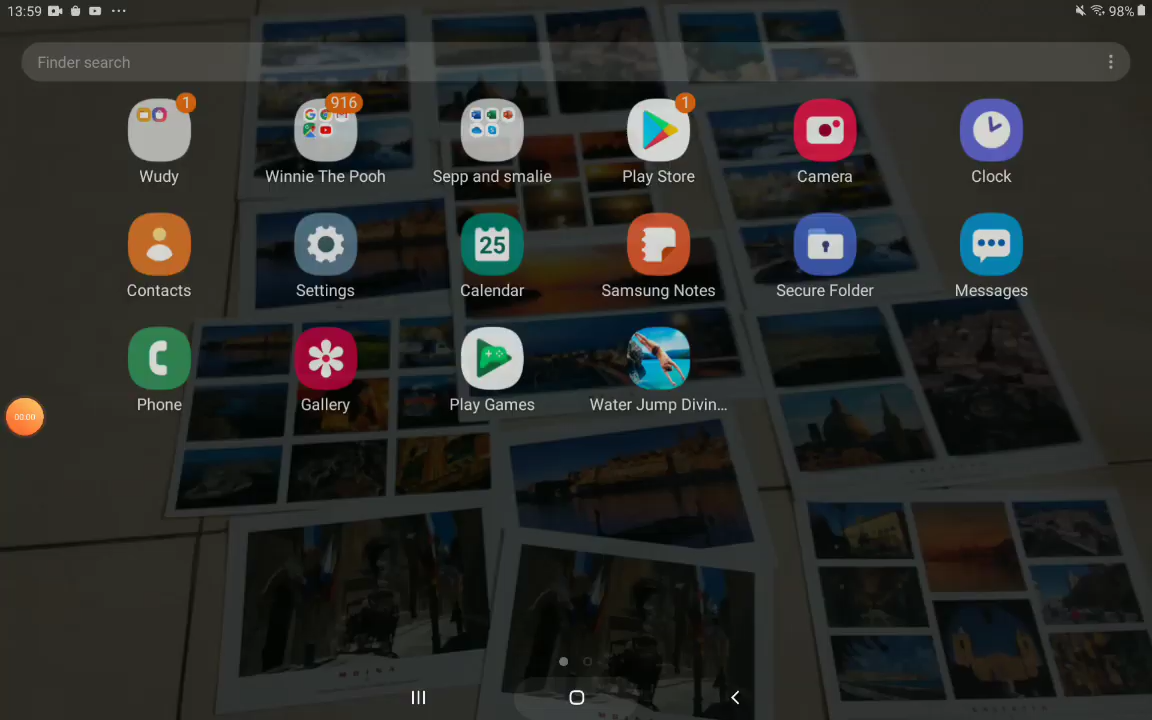 13:59
98%
Finder search
1
916
1
Wudy
Winnie The Pooh
Sepp and smalie
Play Store
Camera
Clock
25
Contacts
Settings
Calendar
Samsung Notes
Secure Folder
Messages
Phone
Gallery
Play Games
Water Jump Divin...
00:00
MDINA